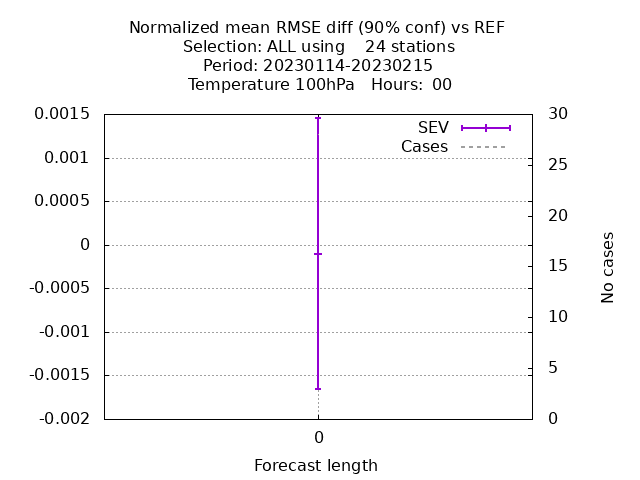 Normalized mean RMSE diff (90% conf) vs REF
Selection: ALL using    24 stations
Period: 20230114-20230215
Temperature 100hPa   Hours:  00
0.0015
0.001
0.0005
0
-0.0005
-0.001
-0.0015
-0.002
SEV
Cases
30
25
20
15
10
5
0
No cases
0
Forecast length